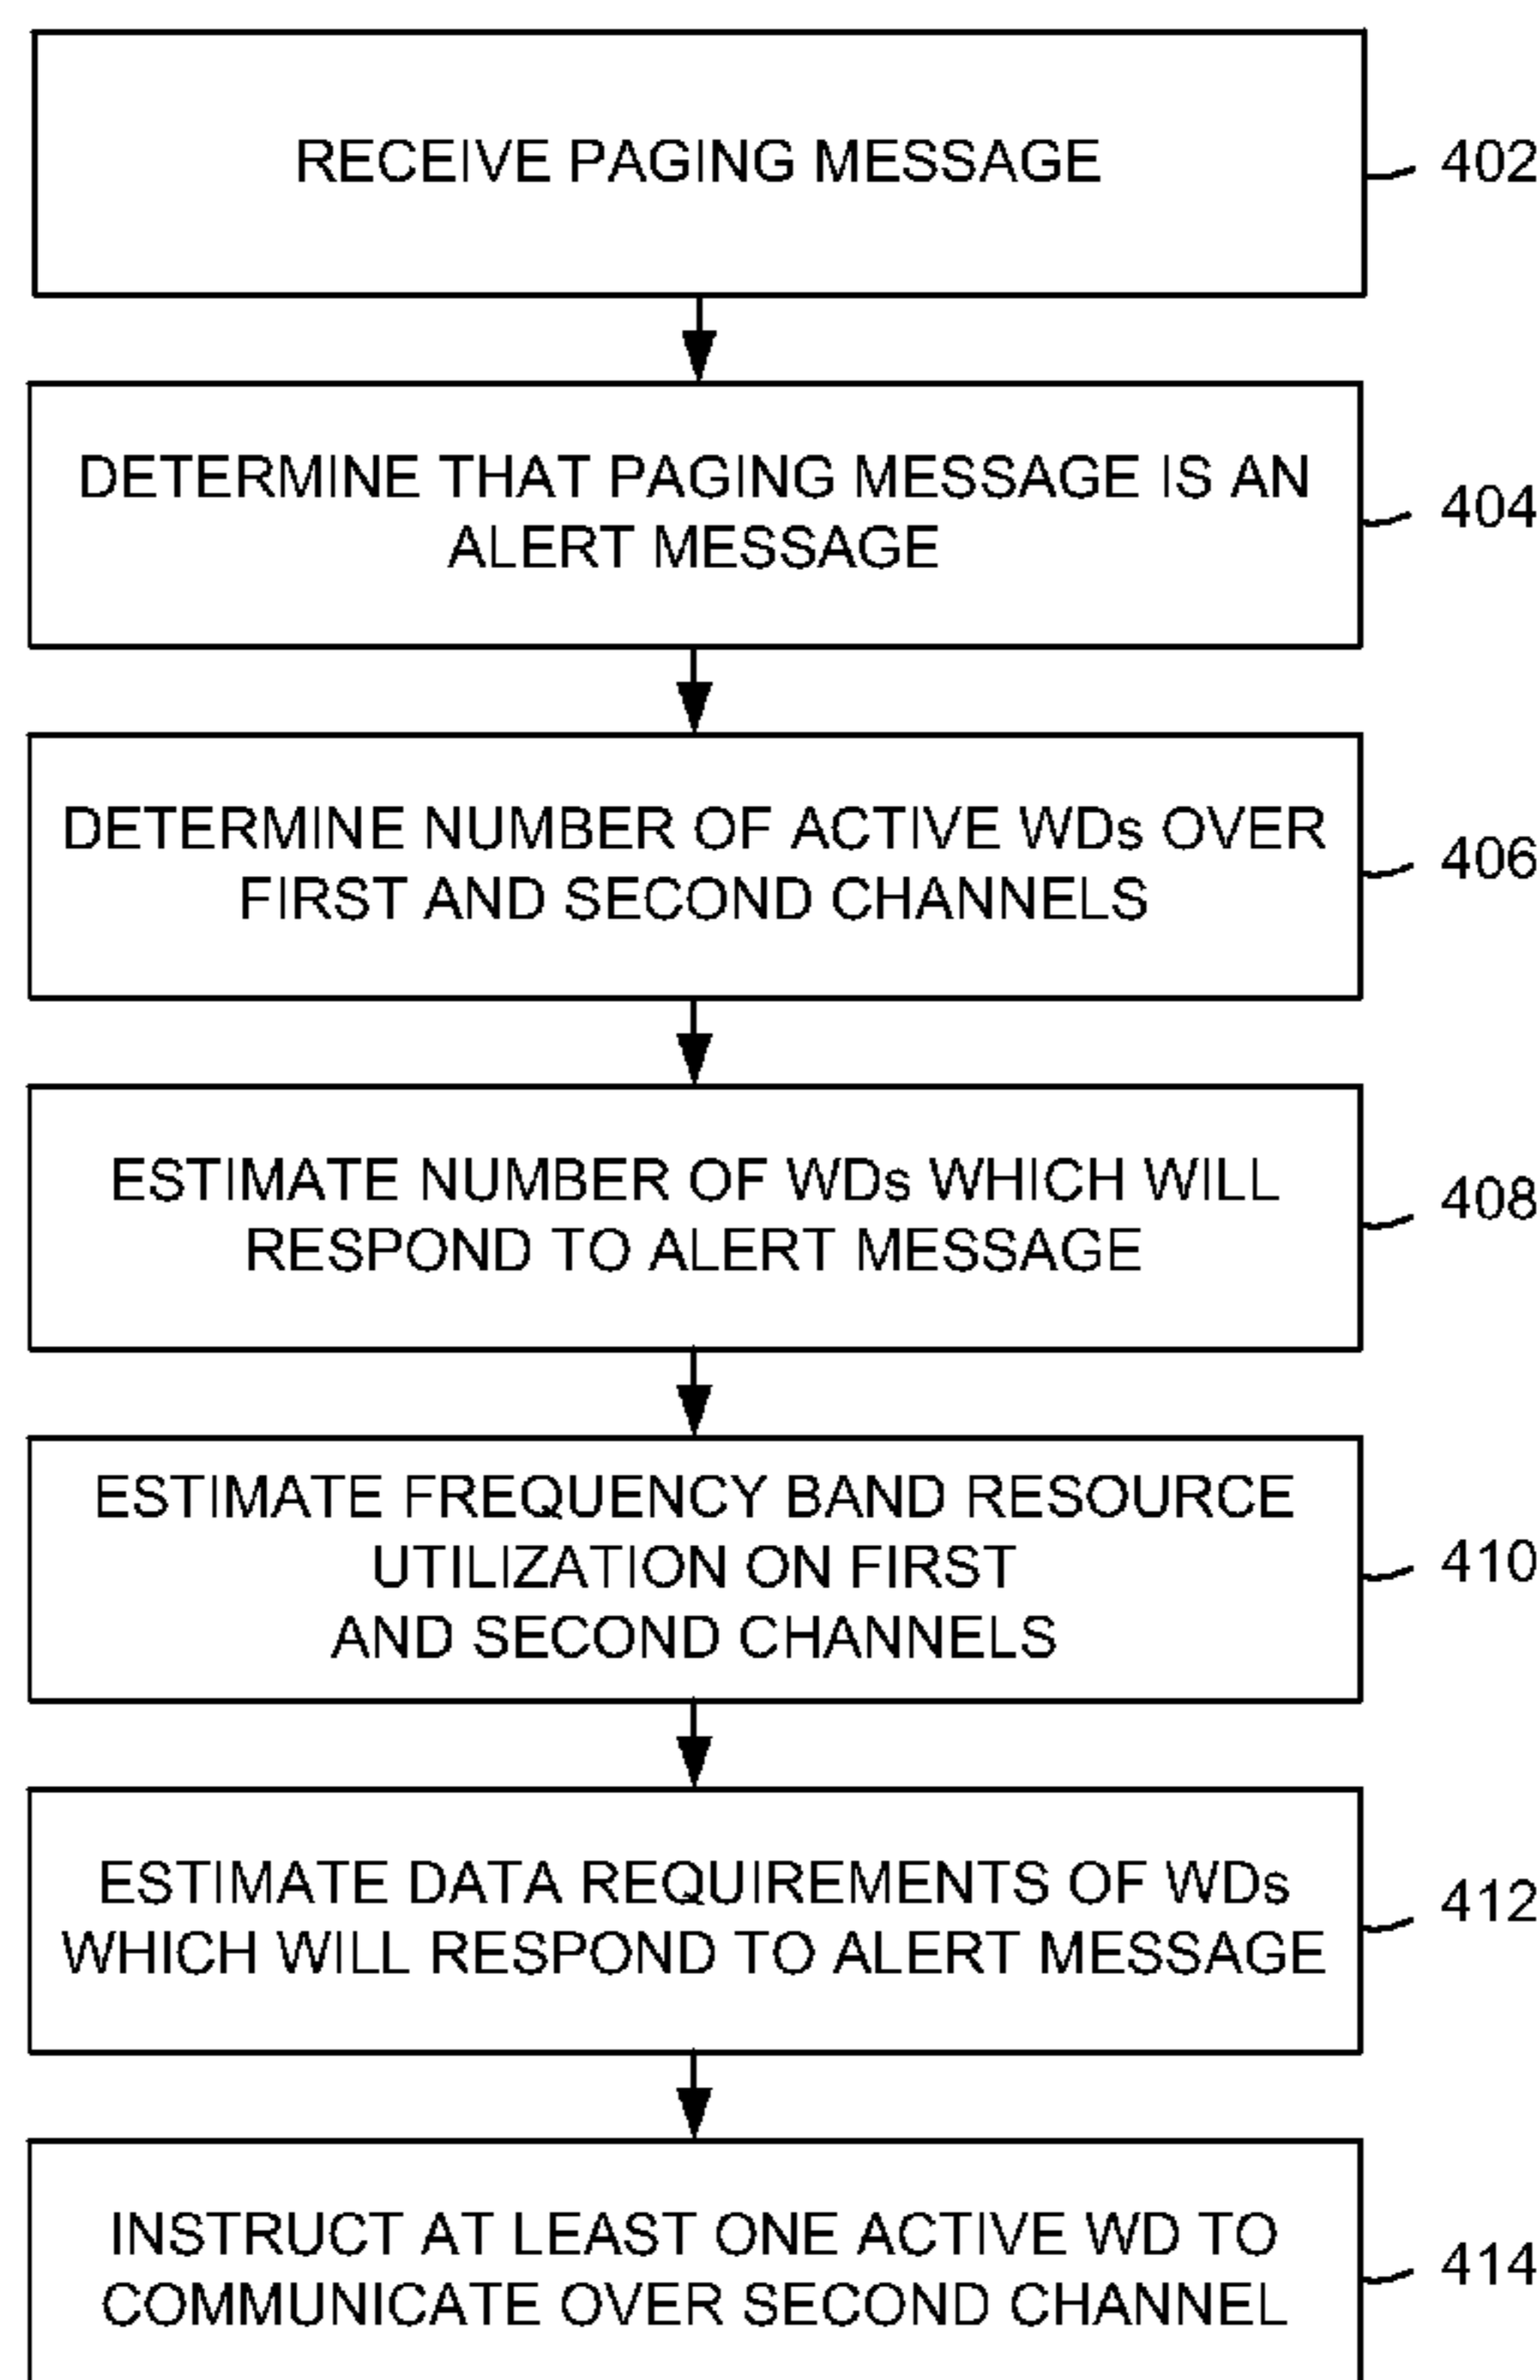 RECEIVE PAGING MESSAGE
402
DETERMINE THAT PAGING MESSAGE IS AN
ALERT MESSAGE
404
DETERMINE NUMBER OF ACTIVE WDs OVER
FIRST AND SECOND CHANNELS
406
ESTIMATE NUMBER OF WDs WHICH WILL
RESPOND TO ALERT MESSAGE
408
ESTIMATE FREQUENCY BAND RESOURCE
UTILIZATION ON FIRST
AND SECOND CHANNELS
410
ESTIMATE DATA REQUIREMENTS OF WDs
WHICH WILL RESPOND TO ALERT MESSAGE
412
INSTRUCT AT LEAST ONE ACTIVE WD TO
COMMUNICATE OVER SECOND CHANNEL
414